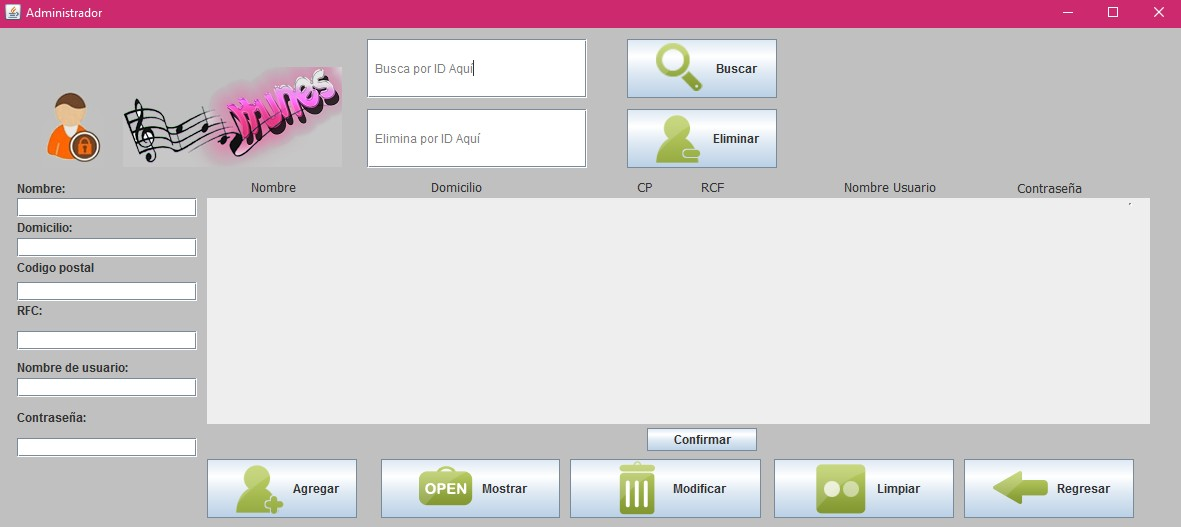 Administrador
Busca por ID Aquí
Buscar
Elimina por ID Aquí
Eliminar
Nombre:
Domicilio:
Codigo postal
RFC:
Nombre de usuario:
Contraseña:
Nombre Domicilio CP RCF Nombre Usuario Contraseña
Confirmar
Agregar
OPEN Mostrar
Modificar
Limpiar
Regresar